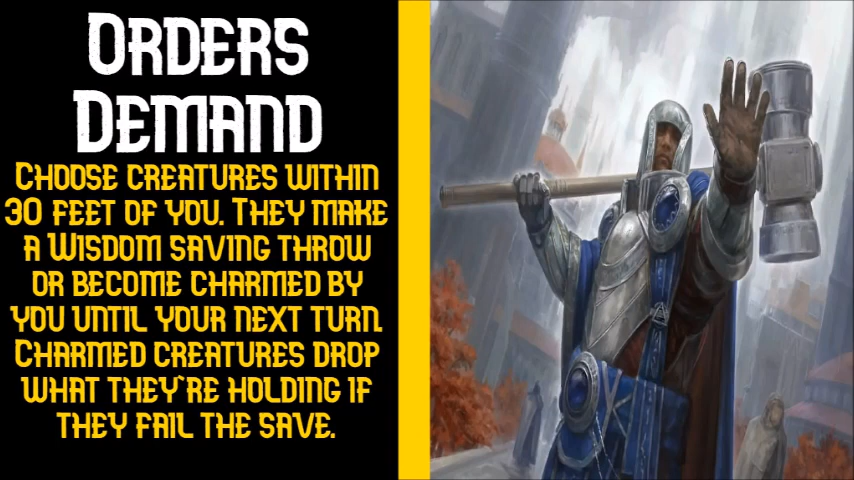 Orders
Demand
Choose creatures within
30 feet of you. They make
a Wisdom saving throw
or become charmed by
you until your next turn.
Charmed creatures drop
what they`re holding if
they fail the save.